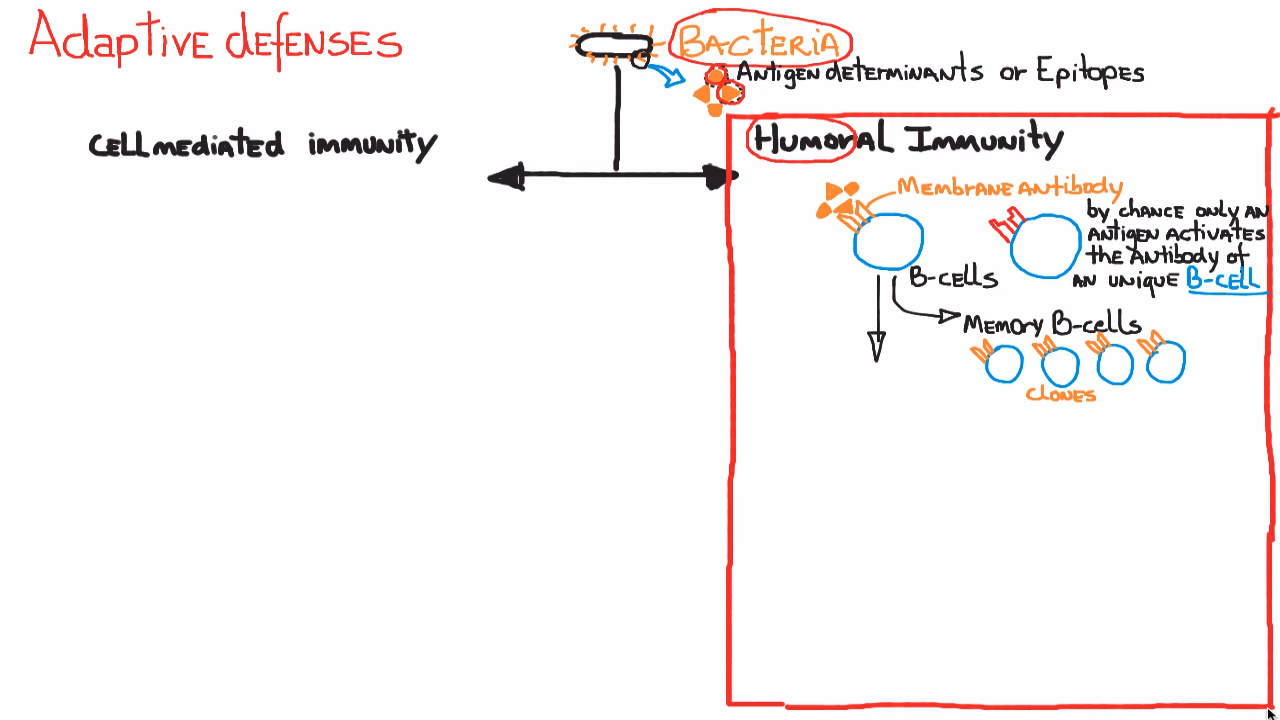 Adaptive defenses
BACTERIA
ANtigen determinants or Epitopes
cell mediated immunity
Humoral Immunity
MEMBRANE ANtibody
by chance only AN
ANtigen Activates
the ANtibody of
AN unique B-cell
B-cells
Memory B-cells
clones